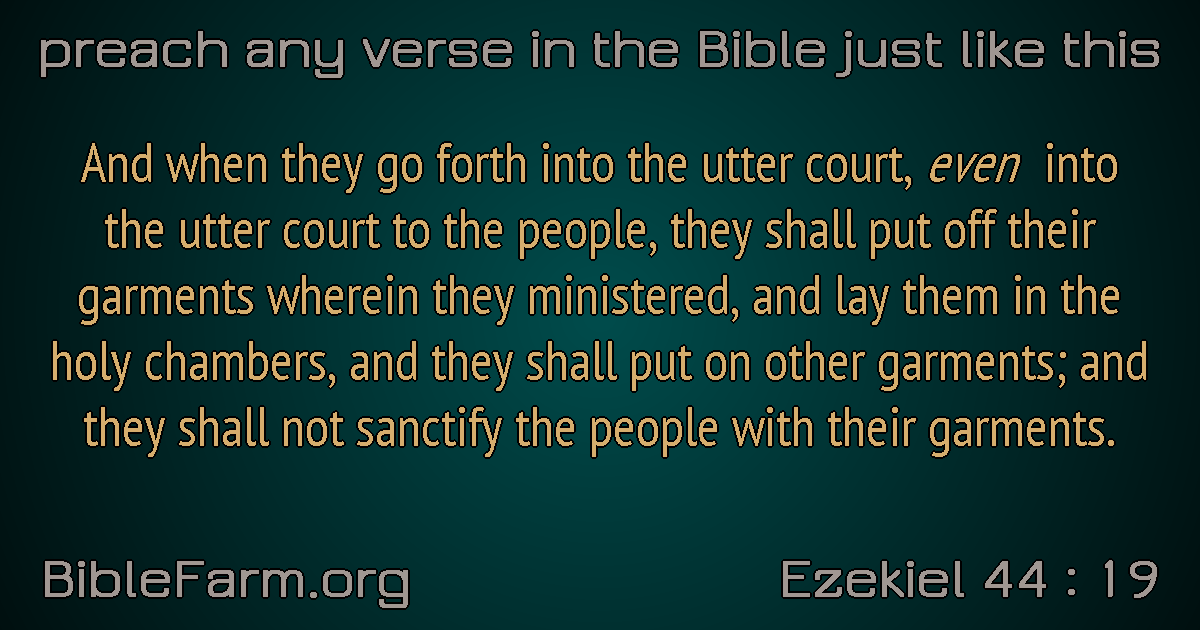 preach any verse in the Bible just like this
And when they go forth into the utter court, even into
the utter court to the people, they shall put off their
garments wherein they ministered, and lay them in the
holy chambers, and they shall put on other garments; and
they shall not sanctify the people with their garments.
BibleFarm.org
Ezekiel 44 : 19